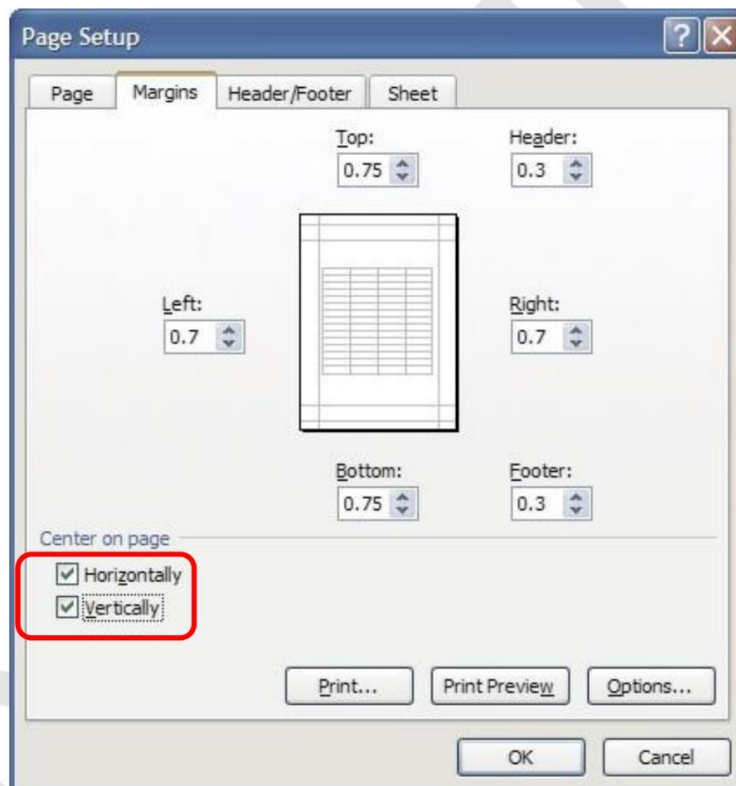 Page Setup
Page Margins Header/Footer Sheet
Top: Header:
0.75 0.3
Left: Right:
0.7 0.7
Bottom: Footer:
0.75 0.3
Center on page
Horizontally
Vertically
Print... Print Preview Options...
OK Cancel